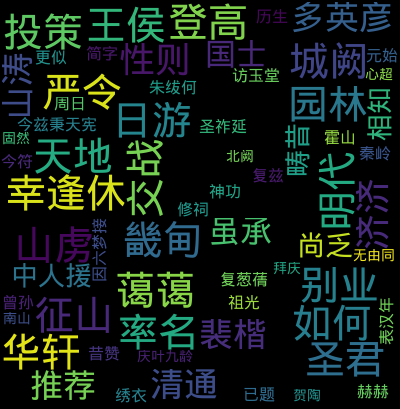 投策
王侯
登高
历生
多英彦
更似
简字
性则
国士
城阙
元始
心超
山涛
严令
周日
朱绂何
访玉堂
园林
相知
今兹秉天宪
日游
圣祚延
畴昔
霍山
固然
今符
天地
交战
北阙
复兹
秦岭
幸逢休
神功
明代
济济
修祠
山虏
因六梦接
畿甸
虽承
尚乏
无由同
中人援
拜庆
别业
蔼蔼
复葱蒨
祖光
曾孙
南山
征山
率名
裴楷
如何
表汉年
华轩
昔赞
庆叶九龄
圣君
推荐
绣衣
清通
已题
贺陶
赫赫